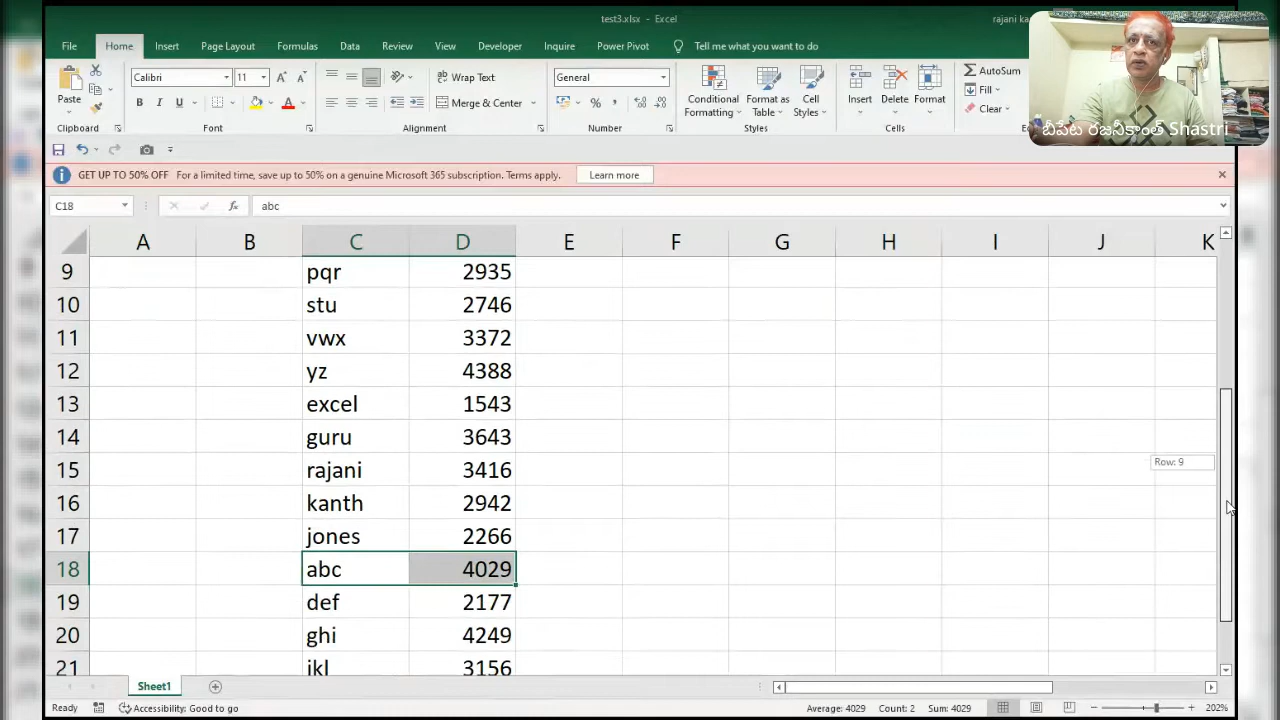 test3.xlsx - Excel
rajani ka
File Home Insert Page Layout Formulas Data Review View Developer Inquire Power Pivot Tell me what you want to do
Paste
Calibri 11
B I U A
Wrap Text
Merge & Center
General
% ,
Conditional Formatting
Format as Table
Cell Styles
Insert Delete Format
AutoSum
Fill
Clear
Clipboard Font Alignment Number Styles Cells
బీపేట రజనీకాంత్ Shastri
GET UP TO 50% OFF For a limited time, save up to 50% on a genuine Microsoft 365 subscription. Terms apply. Learn more
C18 fx abc
A B C D E F G H I J K
9 pqr 2935
10 stu 2746
11 vwx 3372
12 yz 4388
13 excel 1543
14 guru 3643
15 rajani 3416
Row: 9
16 kanth 2942
17 jones 2266
18 abc 4029
19 def 2177
20 ghi 4249
21 jkl 3156
Sheet1
Ready Accessibility: Good to go Average: 4029 Count: 2 Sum: 4029 202%